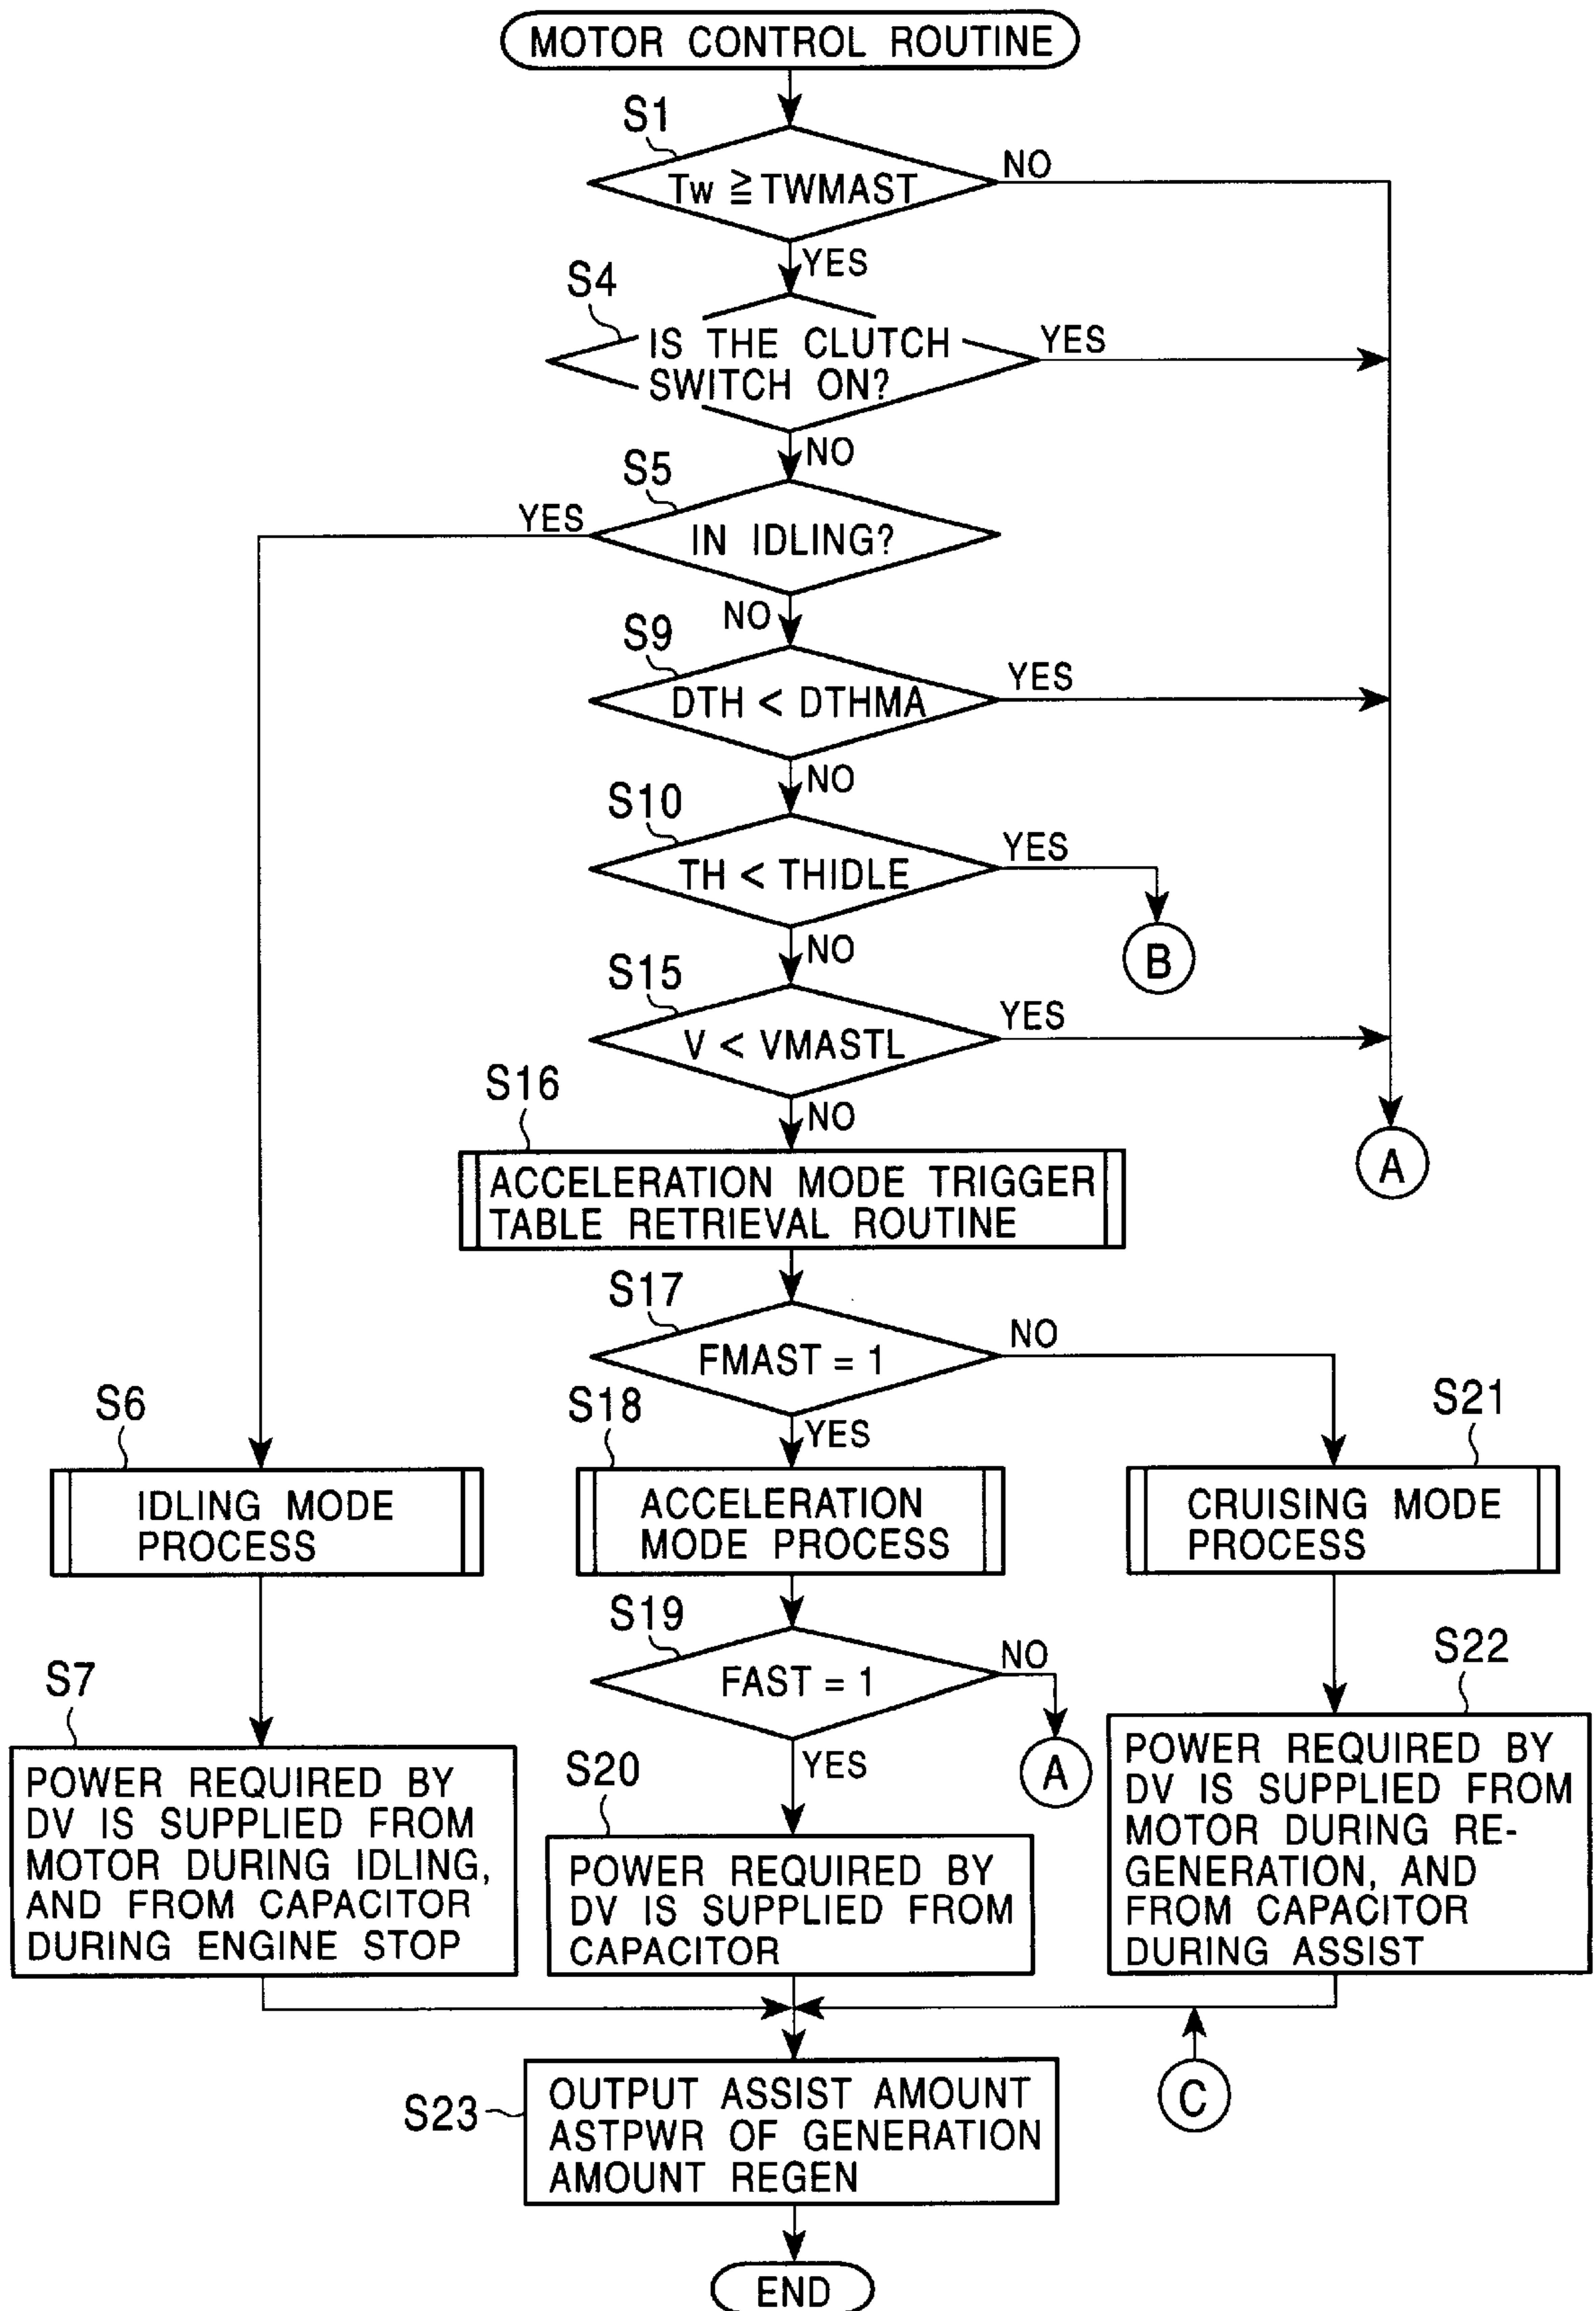 MOTOR CONTROL ROUTINE
S1
Tw ≧ TWMAST
NO
YES
S4
IS THE CLUTCH
SWITCH ON?
YES
NO
S5
YES
IN IDLING?
NO
S9
DTH < DTHMA
YES
NO
S10
TH < THIDLE
YES
B
NO
S15
V < VMASTL
YES
NO
A
S16
ACCELERATION MODE TRIGGER
TABLE RETRIEVAL ROUTINE
S17
FMAST = 1
NO
YES
S6
IDLING MODE
PROCESS
S18
ACCELERATION
MODE PROCESS
S21
CRUISING MODE
PROCESS
S19
FAST = 1
NO
A
YES
S7
POWER REQUIRED BY
DV IS SUPPLIED FROM
MOTOR DURING IDLING,
AND FROM CAPACITOR
DURING ENGINE STOP
S20
POWER REQUIRED BY
DV IS SUPPLIED FROM
CAPACITOR
S22
POWER REQUIRED BY
DV IS SUPPLIED FROM
MOTOR DURING RE-
GENERATION, AND
FROM CAPACITOR
DURING ASSIST
C
S23
OUTPUT ASSIST AMOUNT
ASTPWR OF GENERATION
AMOUNT REGEN
END